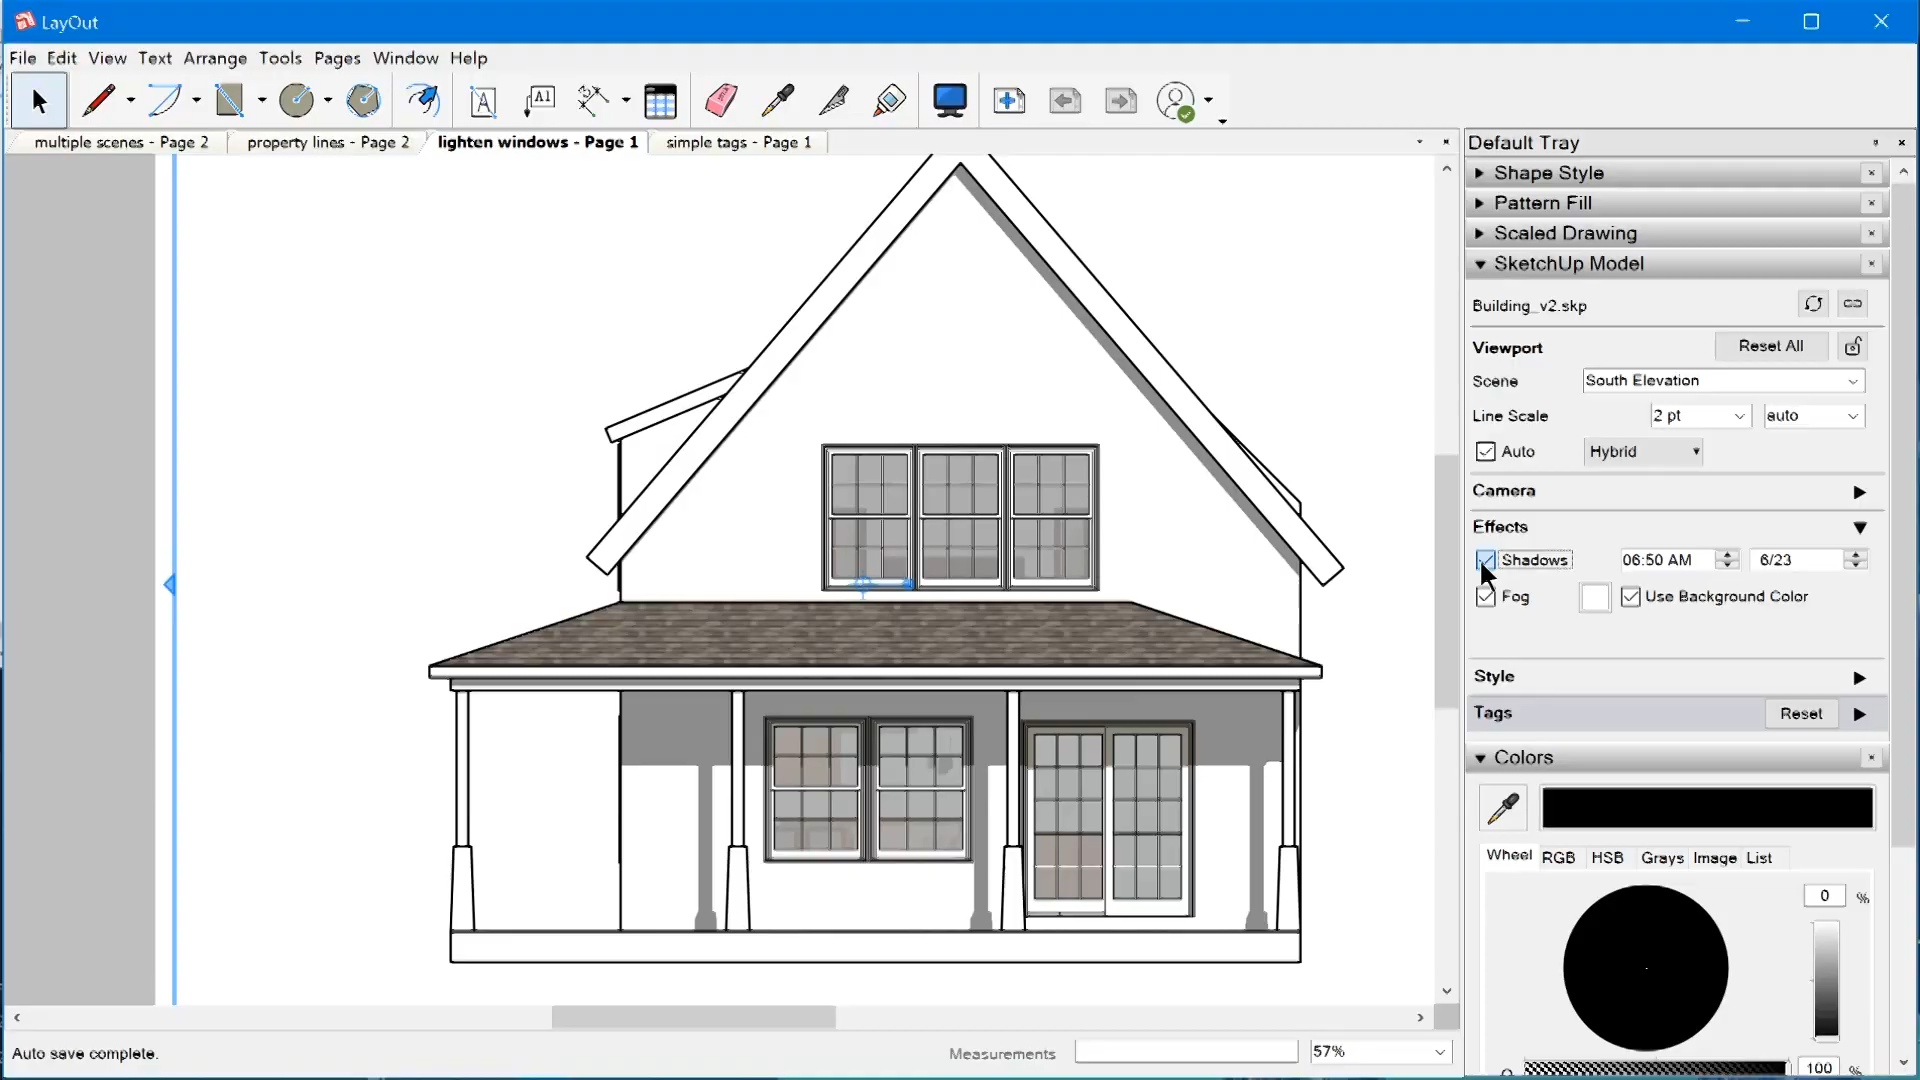 LayOut
File Edit View Text Arrange Tools Pages Window Help
A A1
multiple scenes - Page 2 property lines - Page 2 lighten windows - Page 1 simple tags - Page 1
Default Tray
Shape Style
Pattern Fill
Scaled Drawing
SketchUp Model
Building_v2.skp
Viewport Reset All
Scene South Elevation
Line Scale 2 pt auto
Auto Hybrid
Camera
Effects
Shadows 06:50 AM 6/23
Fog Use Background Color
Style
Tags Reset
Colors
Wheel RGB HSB Grays Image List
0 %
100 %
Auto save complete.
Measurements 57%